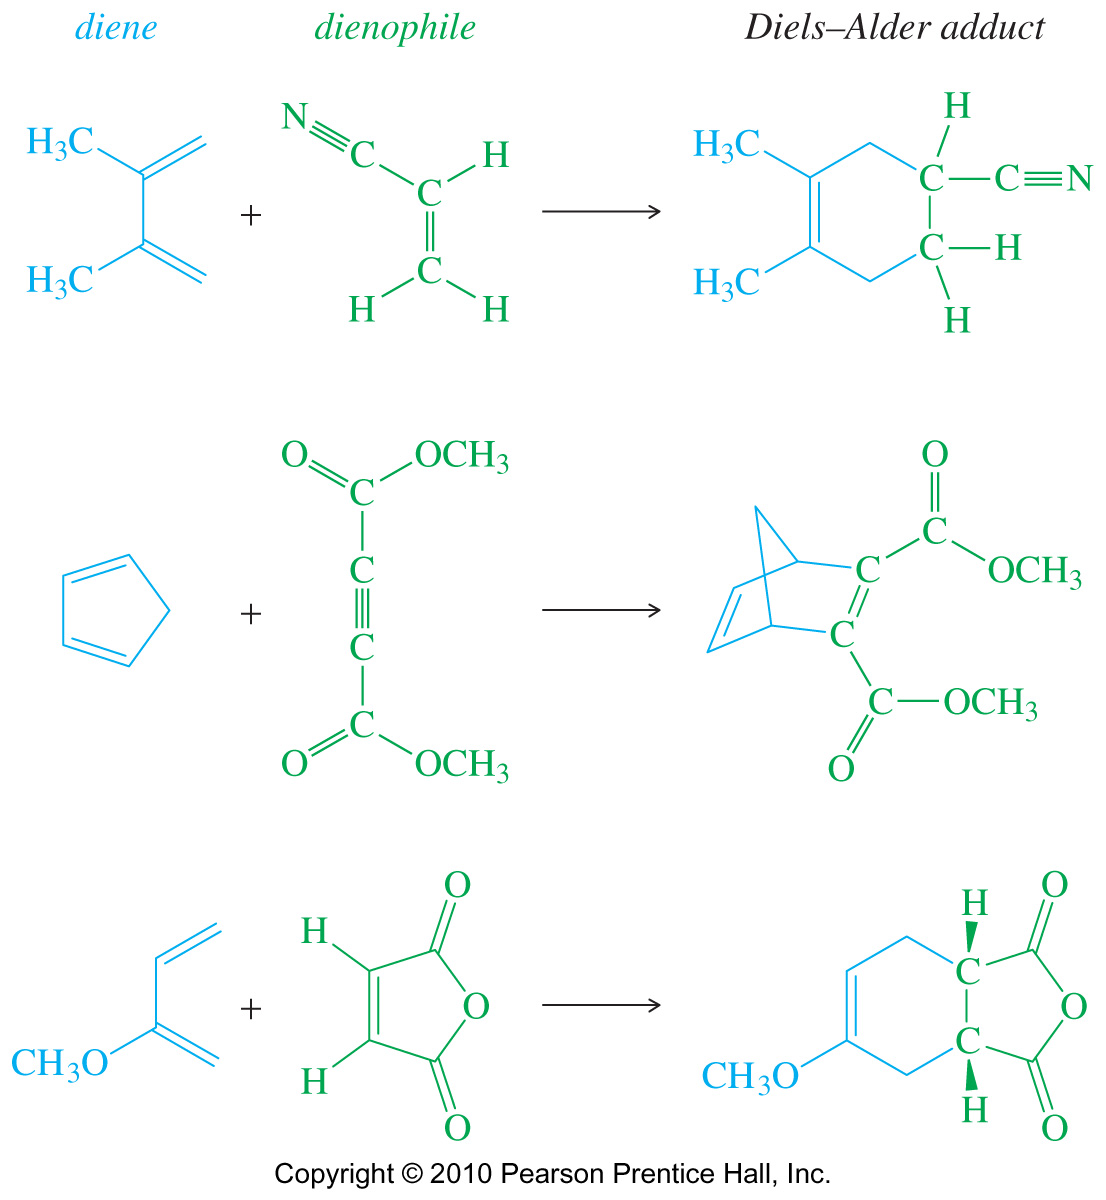 diene dienophile Diels–Alder adduct
N
H
H₃C C H H₃C
C C C≡N
+
C C H
H₃C H₃C
H H H
O OCH₃ O
C C
C C OCH₃
+
C C
C C OCH₃
O OCH₃ O
O H O
H C
+ O O
CH₃O C CH₃O
H H
O O
Copyright © 2010 Pearson Prentice Hall, Inc.